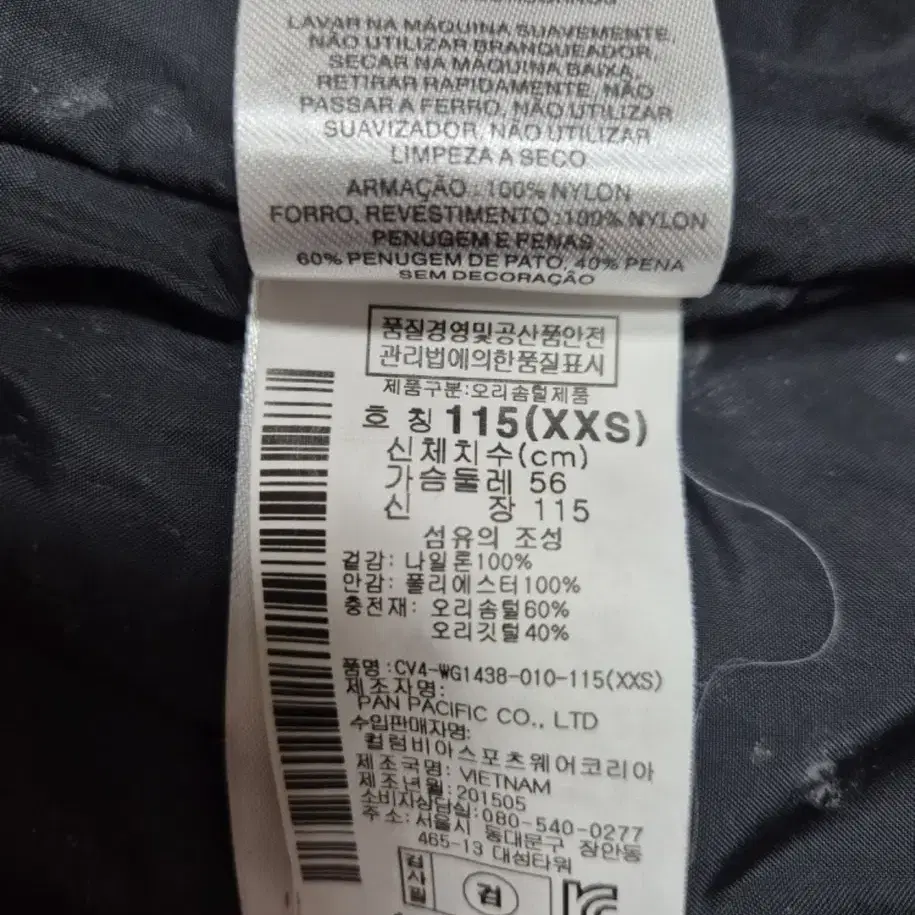 LAVAR NA MÁQUINA SUAVEMENTE,
NÃO UTILIZAR BRANQUEADOR,
SECAR NA MÁQUINA BAIXA,
RETIRAR RAPIDAMENTE, NÃO
PASSAR A FERRO, NÃO UTILIZAR
SUAVIZADOR, NÃO UTILIZAR
LIMPEZA A SECO
ARMAÇÃO : 100% NYLON
FORRO, REVESTIMENTO : 100% NYLON
PENUGEM E PENAS :
60% PENUGEM DE PATO, 40% PENA
SEM DECORAÇÃO
품질경영및공산품안전
관리법에의한품질표시
제품구분:오리솜털제품
호 칭 115(XXS)
신체치수(cm)
가슴둘레 56
신 장 115
섬유의 조성
겉감: 나일론100%
안감: 폴리에스터100%
충전재: 오리솜털60%
오리깃털40%
품명:CV4-WG1438-010-115(XXS)
제조자명:
PAN PACIFIC CO., LTD
수입판매자명:
컬럼비아스포츠웨어코리아
제조국명: VIETNAM
제조년월:201505
소비자상담실:080-540-0277
주소:서울시 동대문구 장안동
465-13 대성타워
검사필
검